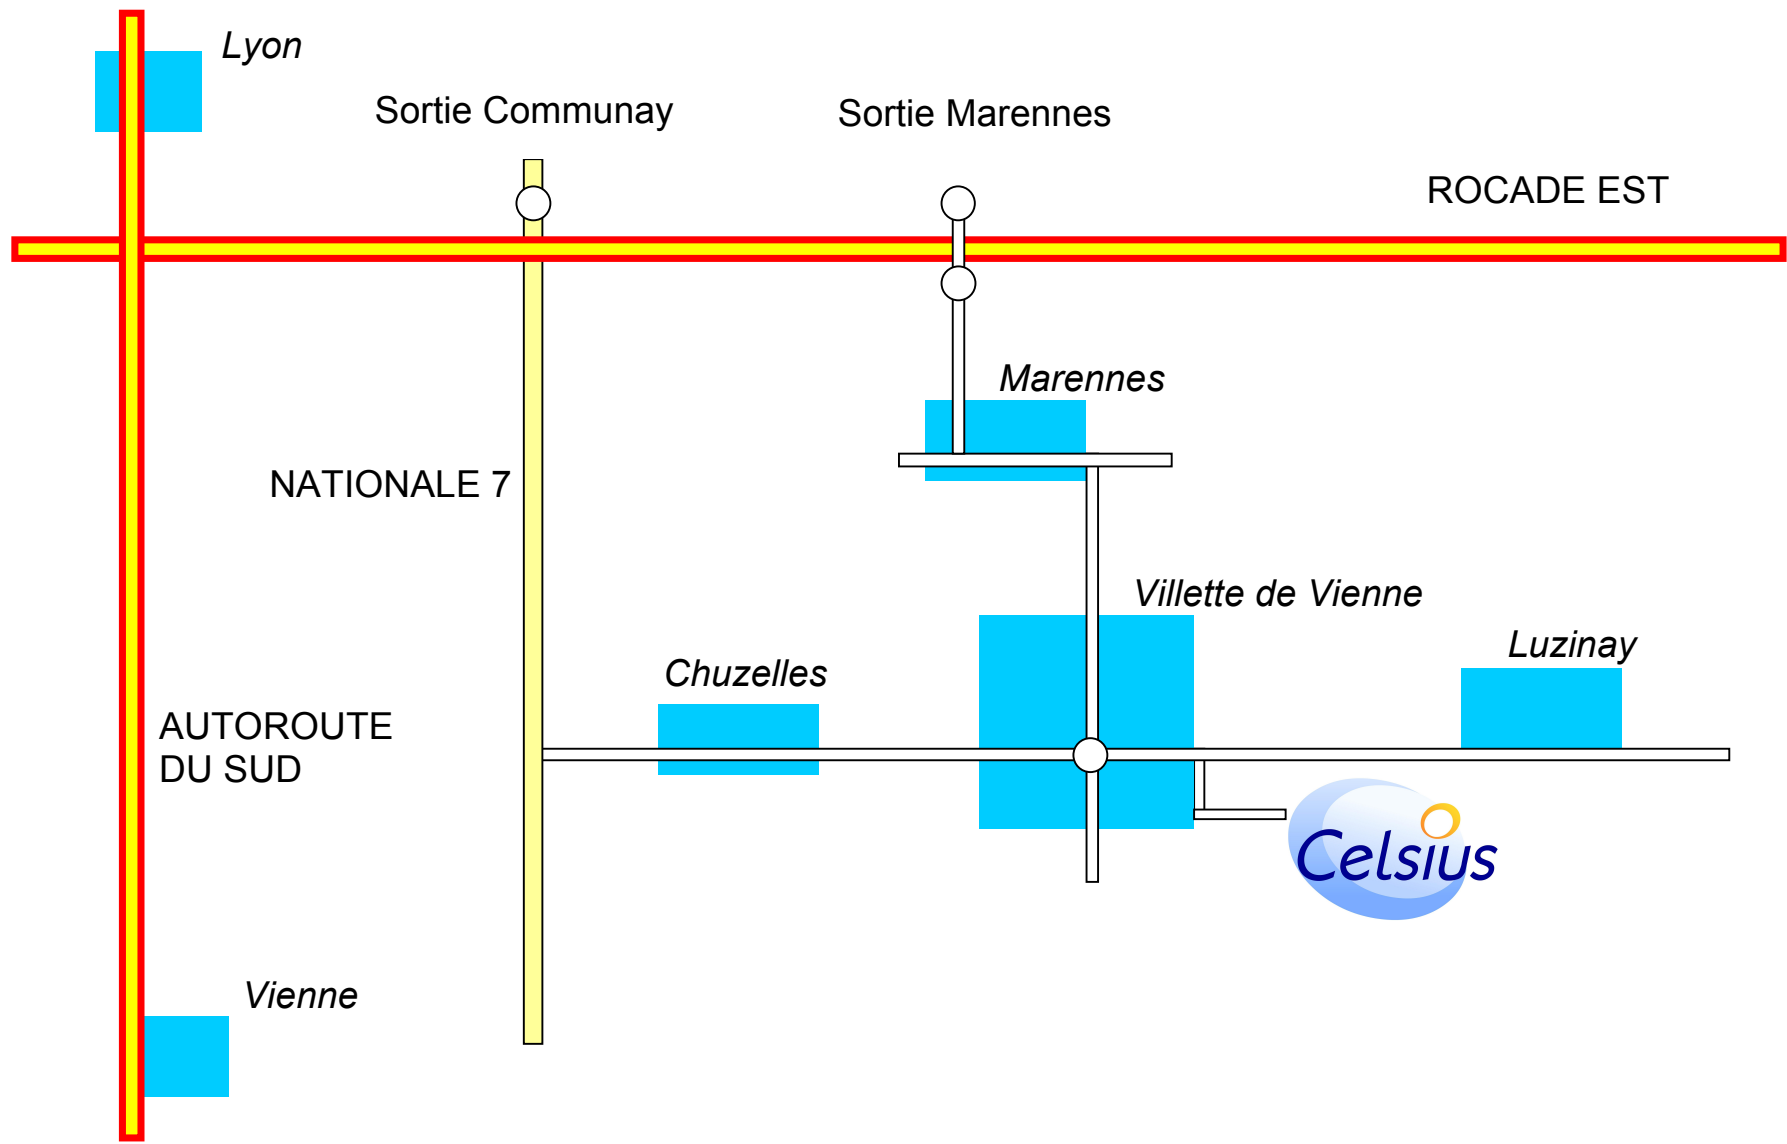 Lyon
Sortie Communay
Sortie Marennes
ROCADE EST
Marennes
NATIONALE 7
Villette de Vienne
Luzinay
Chuzelles
AUTOROUTE
DU SUD
Celsius
Vienne